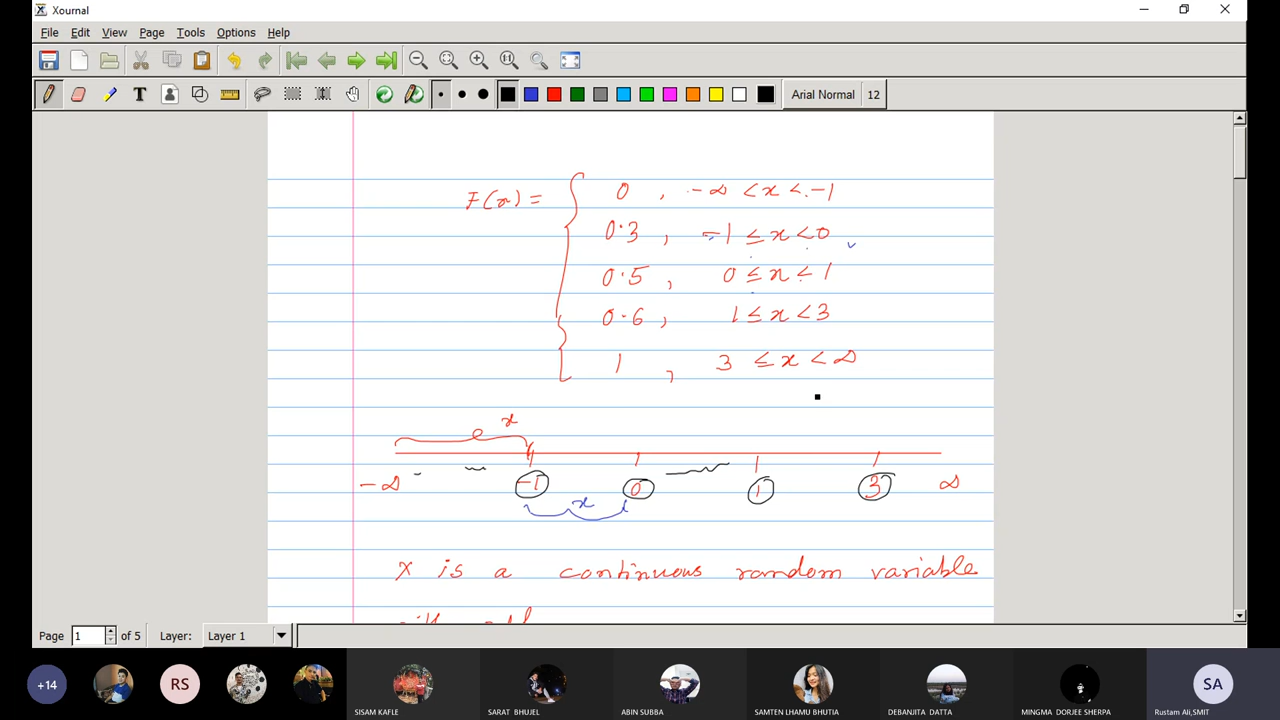 Xournal
File Edit View Page Tools Options Help
Arial Normal 12
F(x) = { 0 , -∞ < x < -1
0.3 , -1 ≤ x < 0
0.5 , 0 ≤ x < 1
0.6 , 1 ≤ x < 3
1 , 3 ≤ x < ∞
x
-∞ -1 0 1 3 ∞
x
X is a continuous random variable
Page 1 of 5 Layer: Layer 1
+14 RS SA
SISAM KAFLE SARAT BHUJEL ABIN SUBBA SAMTEN LHAMU BHUTIA DEBANJITA DATTA MINGMA DORJEE SHERPA Rustam Ali,SMIT